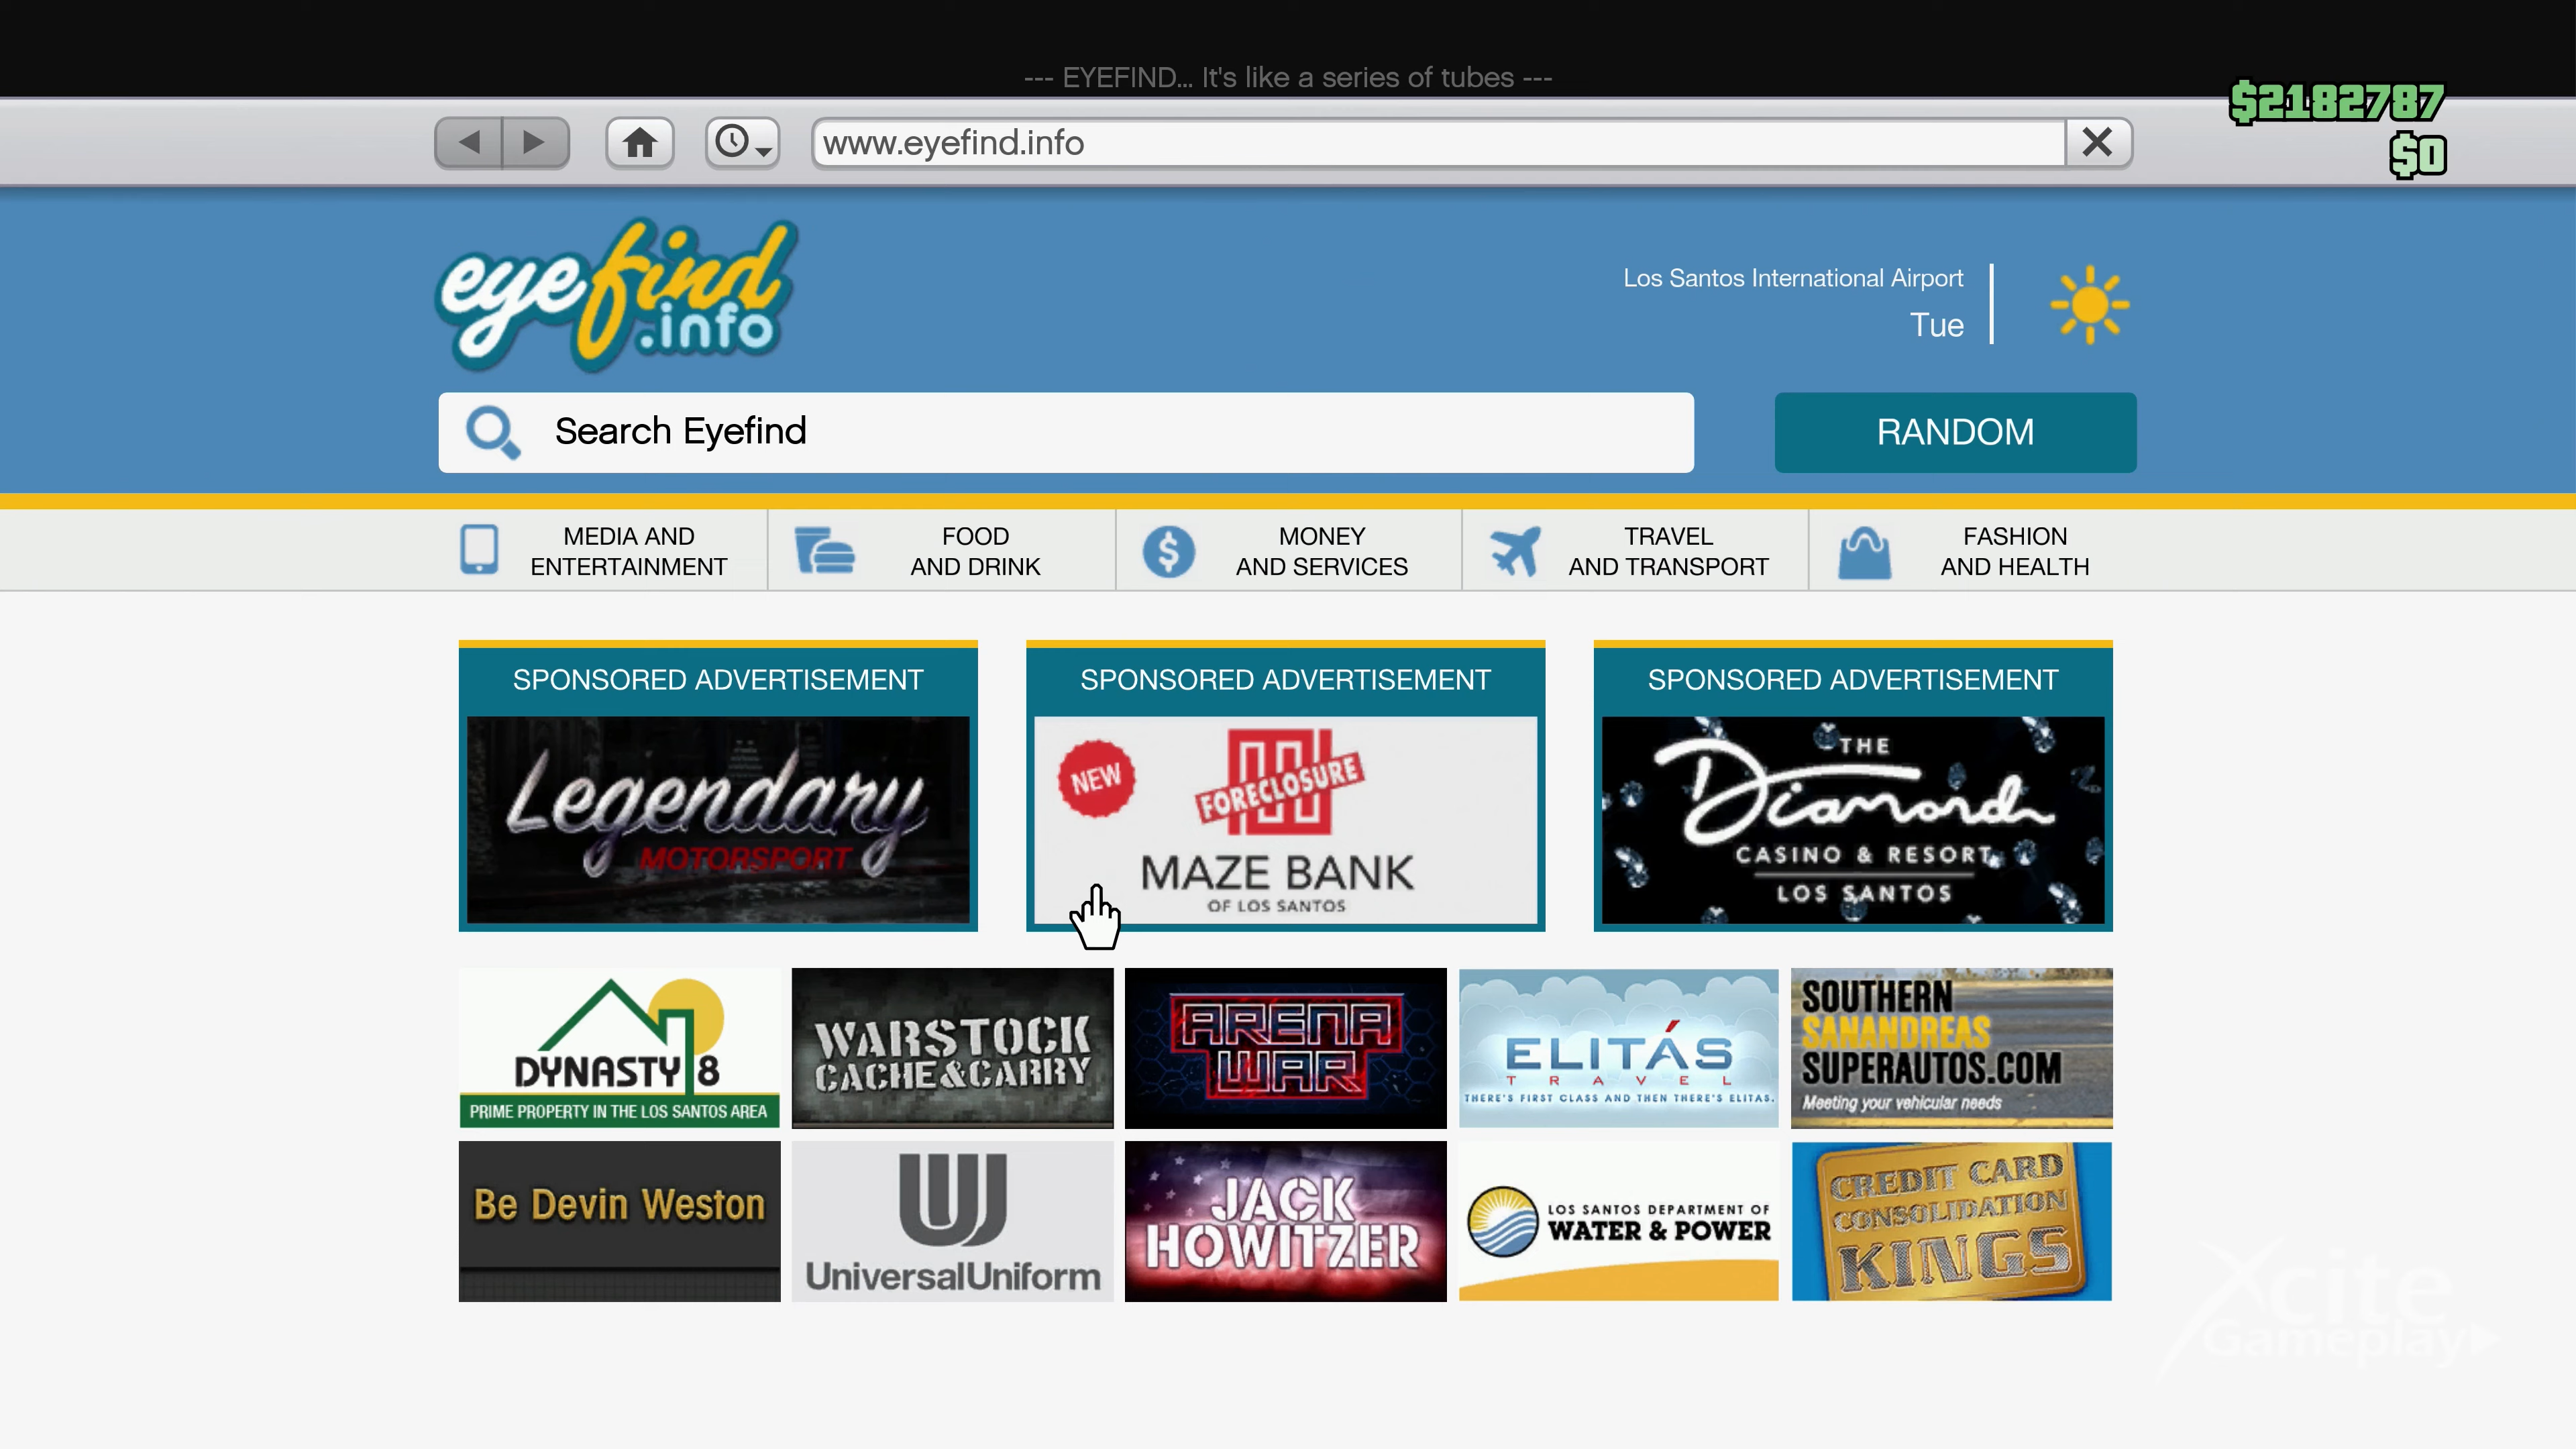 --- EYEFIND... It's like a series of tubes ---
$2182787
www.eyefind.info
$0
eyefind
.info
Los Santos International Airport
Tue
Search Eyefind
RANDOM
MEDIA AND
ENTERTAINMENT
FOOD
AND DRINK
MONEY
AND SERVICES
TRAVEL
AND TRANSPORT
FASHION
AND HEALTH
SPONSORED ADVERTISEMENT
Legendary
MOTORSPORT
SPONSORED ADVERTISEMENT
NEW
FORECLOSURE
MAZE BANK
OF LOS SANTOS
SPONSORED ADVERTISEMENT
THE
Diamond
CASINO & RESORT
LOS SANTOS
DYNASTY 8
PRIME PROPERTY IN THE LOS SANTOS AREA
WARSTOCK
CACHE&CARRY
ARENA
WAR
ELITÁS
TRAVEL
THERE'S FIRST CLASS AND THEN THERE'S ELITAS.
SOUTHERN
SANANDREAS
SUPERAUTOS.COM
Meeting your vehicular needs
Be Devin Weston
UU
UniversalUniform
JACK
HOWITZER
LOS SANTOS DEPARTMENT OF
WATER & POWER
CREDIT CARD
CONSOLIDATION
KINGS
Xcite
Gameplay